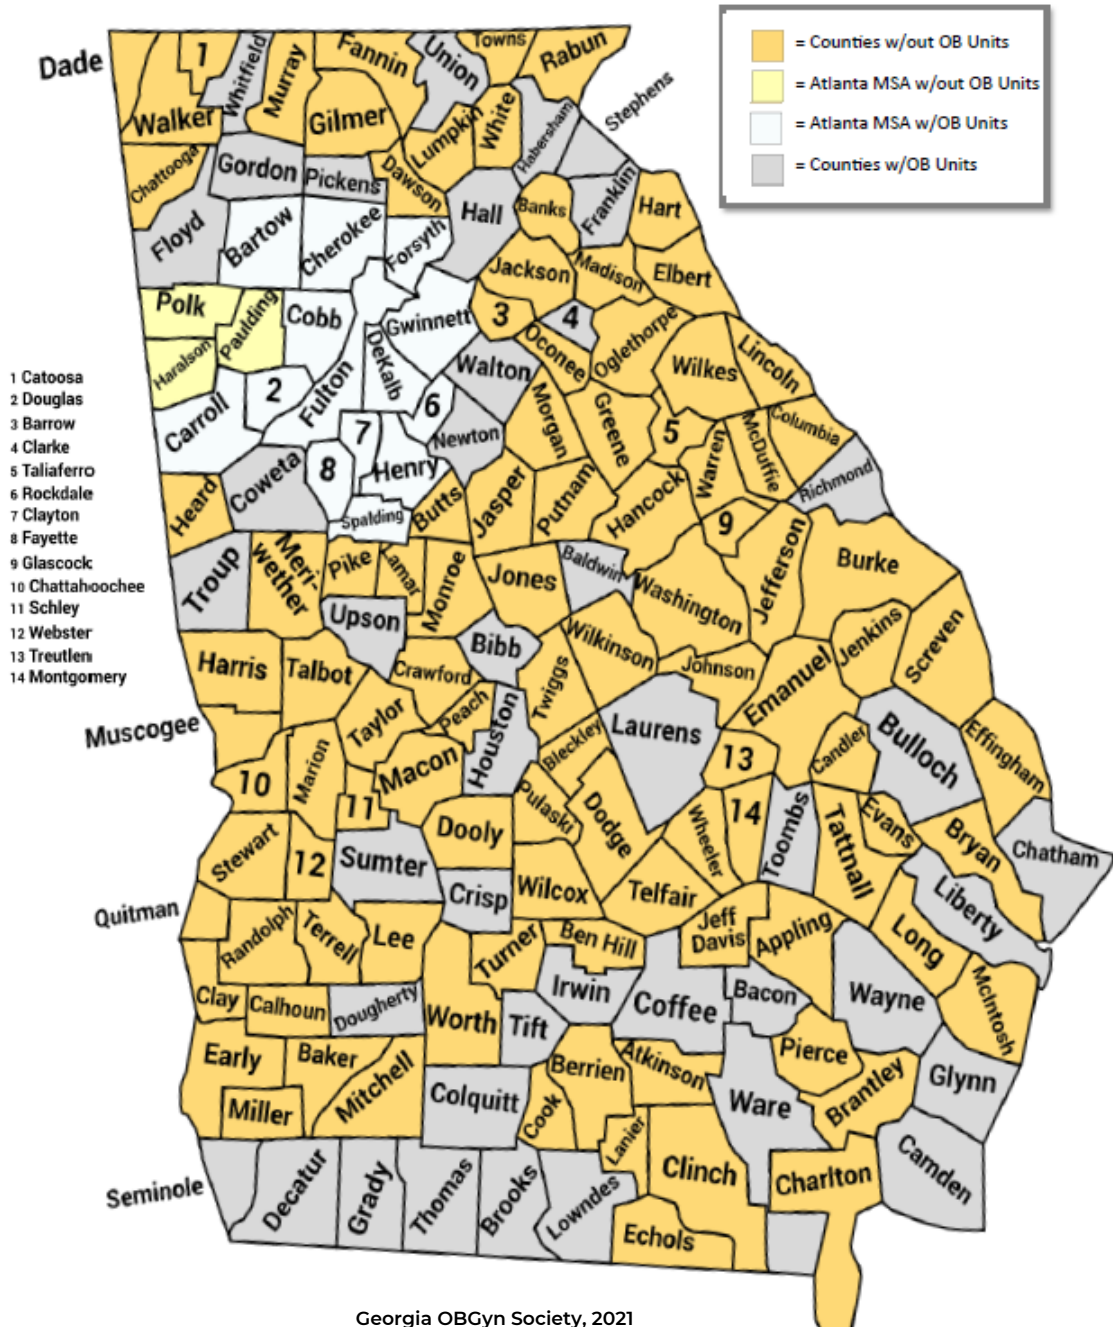 = Counties w/out OB Units
= Atlanta MSA w/out OB Units
= Atlanta MSA w/OB Units
= Counties w/OB Units
Dade
1
Whitfield
Murray
Fannin
Union
Towns
Rabun
Walker
Gilmer
Lumpkin
White
Habersham
Stephens
Chattooga
Gordon
Pickens
Dawson
Hall
Banks
Franklin
Hart
Floyd
Bartow
Cherokee
Forsyth
Jackson
Madison
Elbert
Polk
Paulding
Cobb
Gwinnett
3
4
Oconee
Oglethorpe
Haralson
2
Fulton
DeKalb
Walton
Wilkes
Lincoln
1 Catoosa
2 Douglas
3 Barrow
4 Clarke
5 Taliaferro
6 Rockdale
7 Clayton
8 Fayette
9 Glascock
10 Chattahoochee
11 Schley
12 Webster
13 Treutlen
14 Montgomery
Carroll
6
7
Newton
Morgan
Greene
5
Warren
McDuffie
Columbia
Heard
Coweta
8
Henry
Spalding
Butts
Jasper
Putnam
Hancock
9
Richmond
Troup
Meri-
wether
Pike
Lamar
Monroe
Jones
Baldwin
Washington
Jefferson
Burke
Upson
Bibb
Wilkinson
Johnson
Emanuel
Jenkins
Screven
Harris
Talbot
Crawford
Twiggs
Muscogee
Taylor
Peach
Houston
Bleckley
Laurens
13
Candler
Bulloch
Effingham
10
Marion
11
Macon
Dooly
Pulaski
Dodge
Wheeler
14
Toombs
Tattnall
Evans
Bryan
Chatham
Stewart
12
Sumter
Crisp
Wilcox
Telfair
Liberty
Quitman
Randolph
Terrell
Lee
Turner
Ben Hill
Jeff
Davis
Appling
Long
McIntosh
Clay
Calhoun
Dougherty
Worth
Tift
Irwin
Coffee
Bacon
Wayne
Early
Baker
Mitchell
Berrien
Atkinson
Pierce
Brantley
Glynn
Miller
Colquitt
Cook
Ware
Lanier
Clinch
Charlton
Camden
Seminole
Decatur
Grady
Thomas
Brooks
Lowndes
Echols
Georgia OBGyn Society, 2021